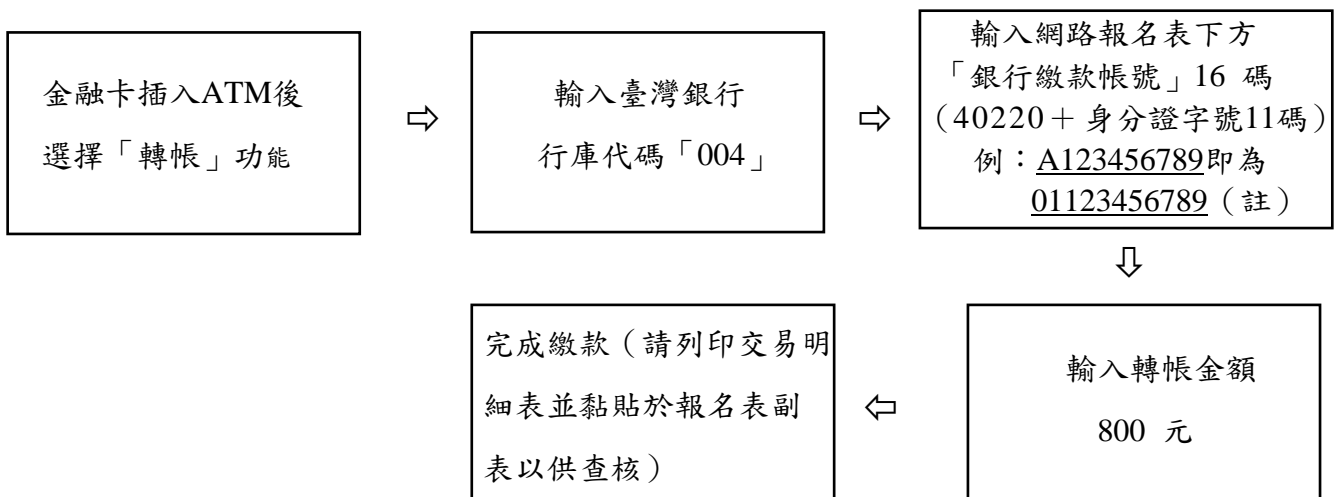 金融卡插入ATM後
選擇「轉帳」功能
⇨
輸入臺灣銀行
行庫代碼「004」
⇨
輸入網路報名表下方
「銀行繳款帳號」16 碼
（40220＋身分證字號11碼）
例：A123456789即為
01123456789（註）
⇩
輸入轉帳金額
800 元
⇦
完成繳款（請列印交易明
細表並黏貼於報名表副
表以供查核）